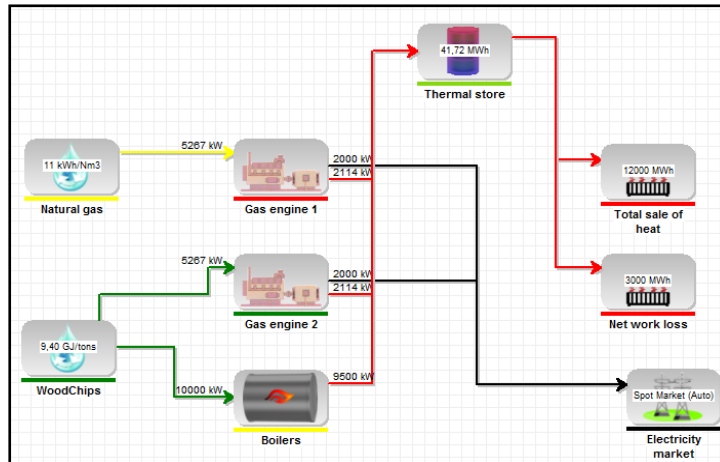 41,72 MWh
Thermal store
5267 kW
11 kWh/Nm3
Natural gas
2000 kW
2114 kW
Gas engine 1
12000 MWh
Total sale of
heat
5267 kW
2000 kW
2114 kW
Gas engine 2
3000 MWh
Net work loss
9,40 GJ/tons
WoodChips
10000 kW
9500 kW
Boilers
Spot Market (Auto)
Electricity
market